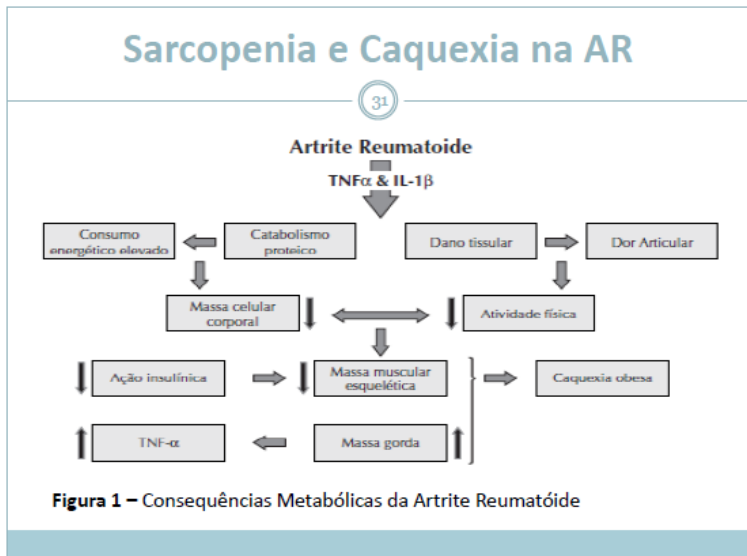 Sarcopenia e Caquexia na AR
31
Artrite Reumatoide
TNFα & IL-1β
Consumo
energético elevado
Catabolismo
proteico
Dano tissular
Dor Articular
Massa celular
corporal
Atividade física
Ação insulínica
Massa muscular
esquelética
Caquexia obesa
TNF-α
Massa gorda
Figura 1 – Consequências Metabólicas da Artrite Reumatóide